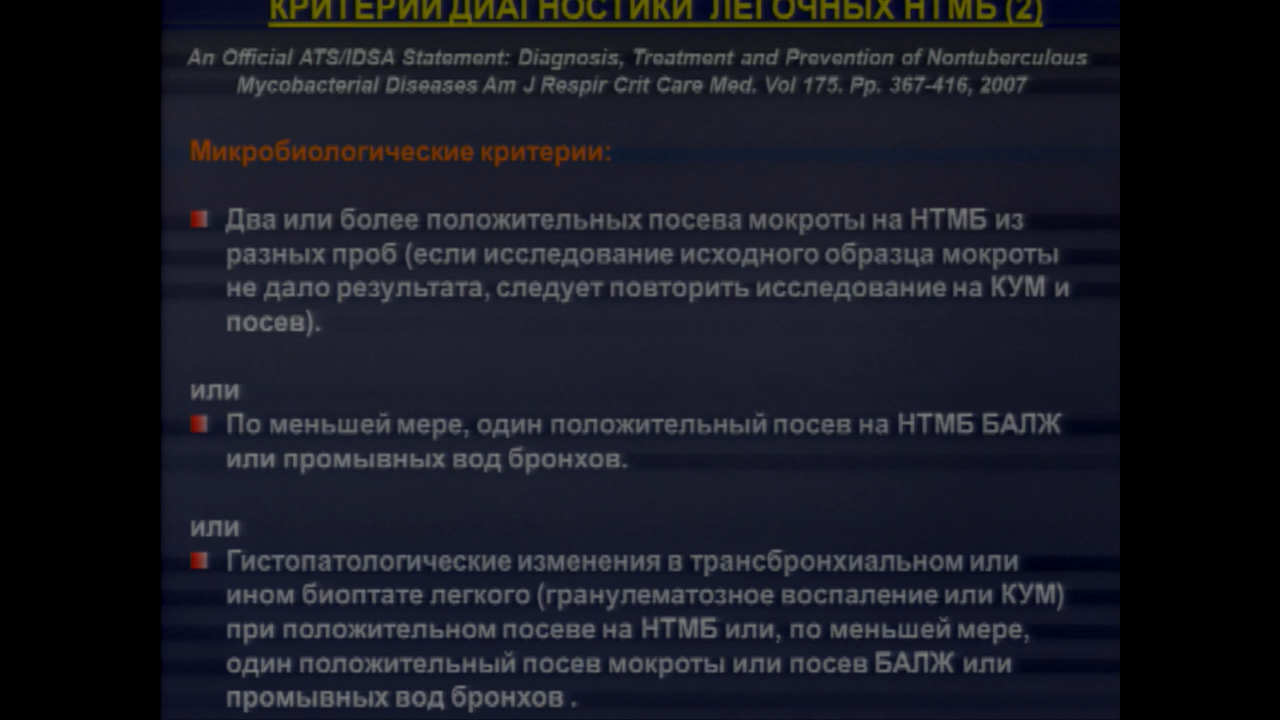 КРИТЕРИИ ДИАГНОСТИКИ ЛЕГОЧНЫХ НТМБ (2)
An Official ATS/IDSA Statement: Diagnosis, Treatment and Prevention of Nontuberculous
Mycobacterial Diseases Am J Respir Crit Care Med. Vol 175. Pp. 367-416, 2007
Микробиологические критерии:
Два или более положительных посева мокроты на НТМБ из
разных проб (если исследование исходного образца мокроты
не дало результата, следует повторить исследование на КУМ и
посев).
или
По меньшей мере, один положительный посев на НТМБ БАЛЖ
или промывных вод бронхов.
или
Гистопатологические изменения в трансбронхиальном или
ином биоптате легкого (гранулематозное воспаление или КУМ)
при положительном посеве на НТМБ или, по меньшей мере,
один положительный посев мокроты или посев БАЛЖ или
промывных вод бронхов .